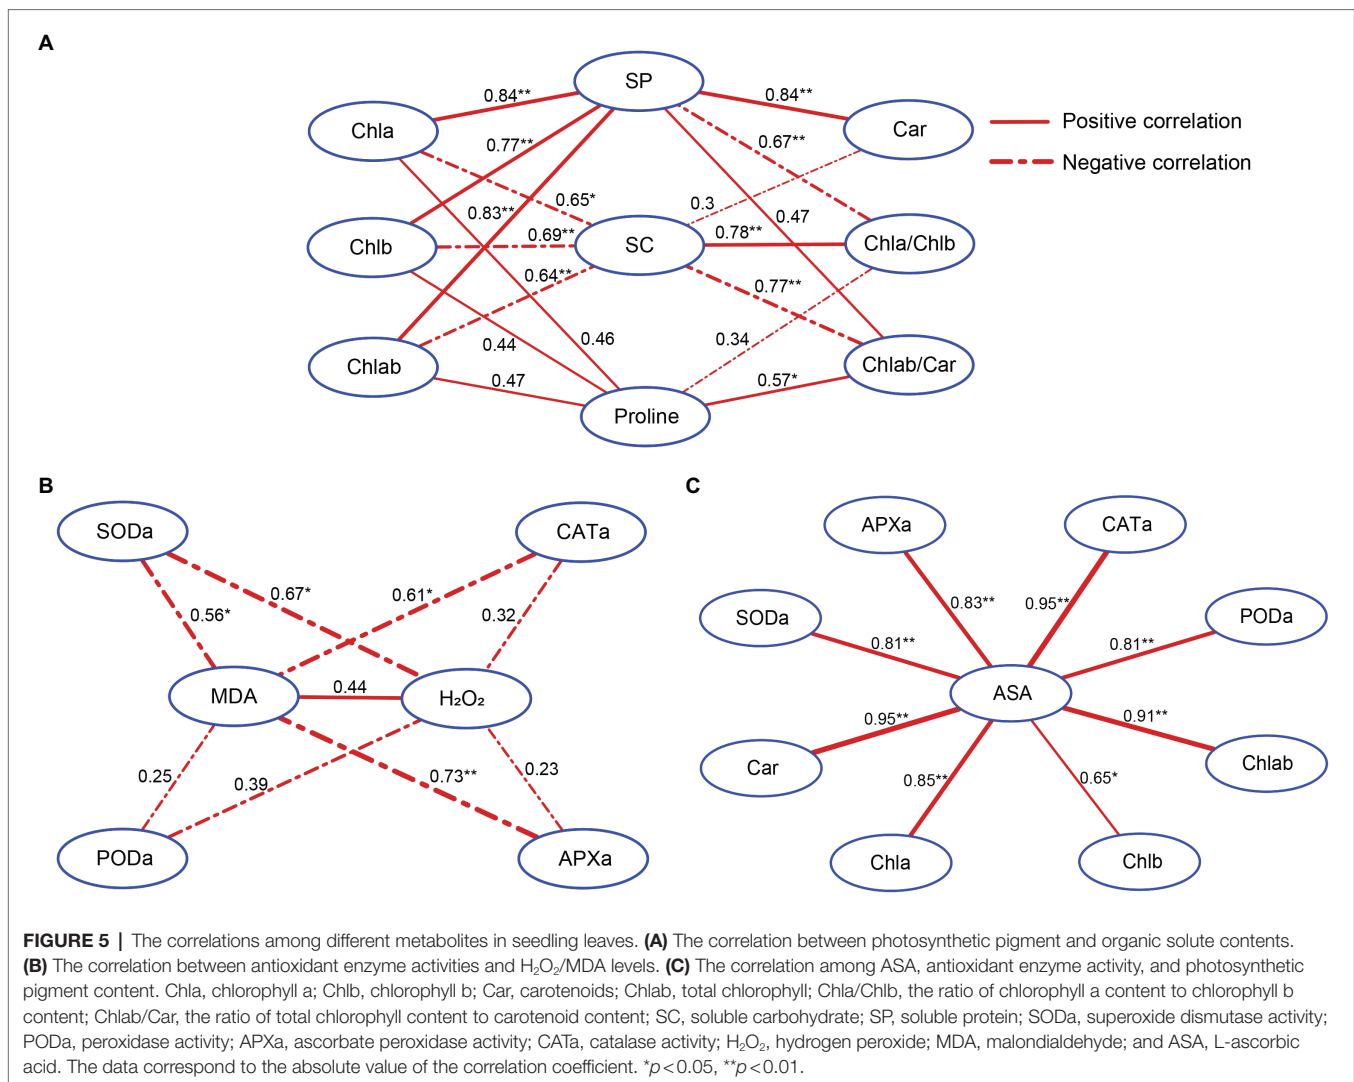 A
SP
0.84**
0.84**
Chla
Car
Positive correlation
0.77**
0.67**
Negative correlation
0.65*
0.3
0.83**
0.47
Chlb
0.69**
SC
0.78**
Chla/Chlb
0.64**
0.77**
0.44
0.46
0.34
Chlab
Chlab/Car
0.47
0.57*
Proline
B
SODa
CATa
0.67*
0.61*
0.56*
0.32
MDA
0.44
H₂O₂
0.25
0.39
0.73**
0.23
PODa
APXa
C
APXa
CATa
SODa
0.83**
0.95**
PODa
0.81**
0.81**
ASA
0.95**
0.91**
Car
Chlab
0.85**
0.65*
Chla
Chlb
FIGURE 5 | The correlations among different metabolites in seedling leaves. (A) The correlation between photosynthetic pigment and organic solute contents.
(B) The correlation between antioxidant enzyme activities and H₂O₂/MDA levels. (C) The correlation among ASA, antioxidant enzyme activity, and photosynthetic
pigment content. Chla, chlorophyll a; Chlb, chlorophyll b; Car, carotenoids; Chlab, total chlorophyll; Chla/Chlb, the ratio of chlorophyll a content to chlorophyll b
content; Chlab/Car, the ratio of total chlorophyll content to carotenoid content; SC, soluble carbohydrate; SP, soluble protein; SODa, superoxide dismutase activity;
PODa, peroxidase activity; APXa, ascorbate peroxidase activity; CATa, catalase activity; H₂O₂, hydrogen peroxide; MDA, malondialdehyde; and ASA, L-ascorbic
acid. The data correspond to the absolute value of the correlation coefficient. *p<0.05, **p<0.01.